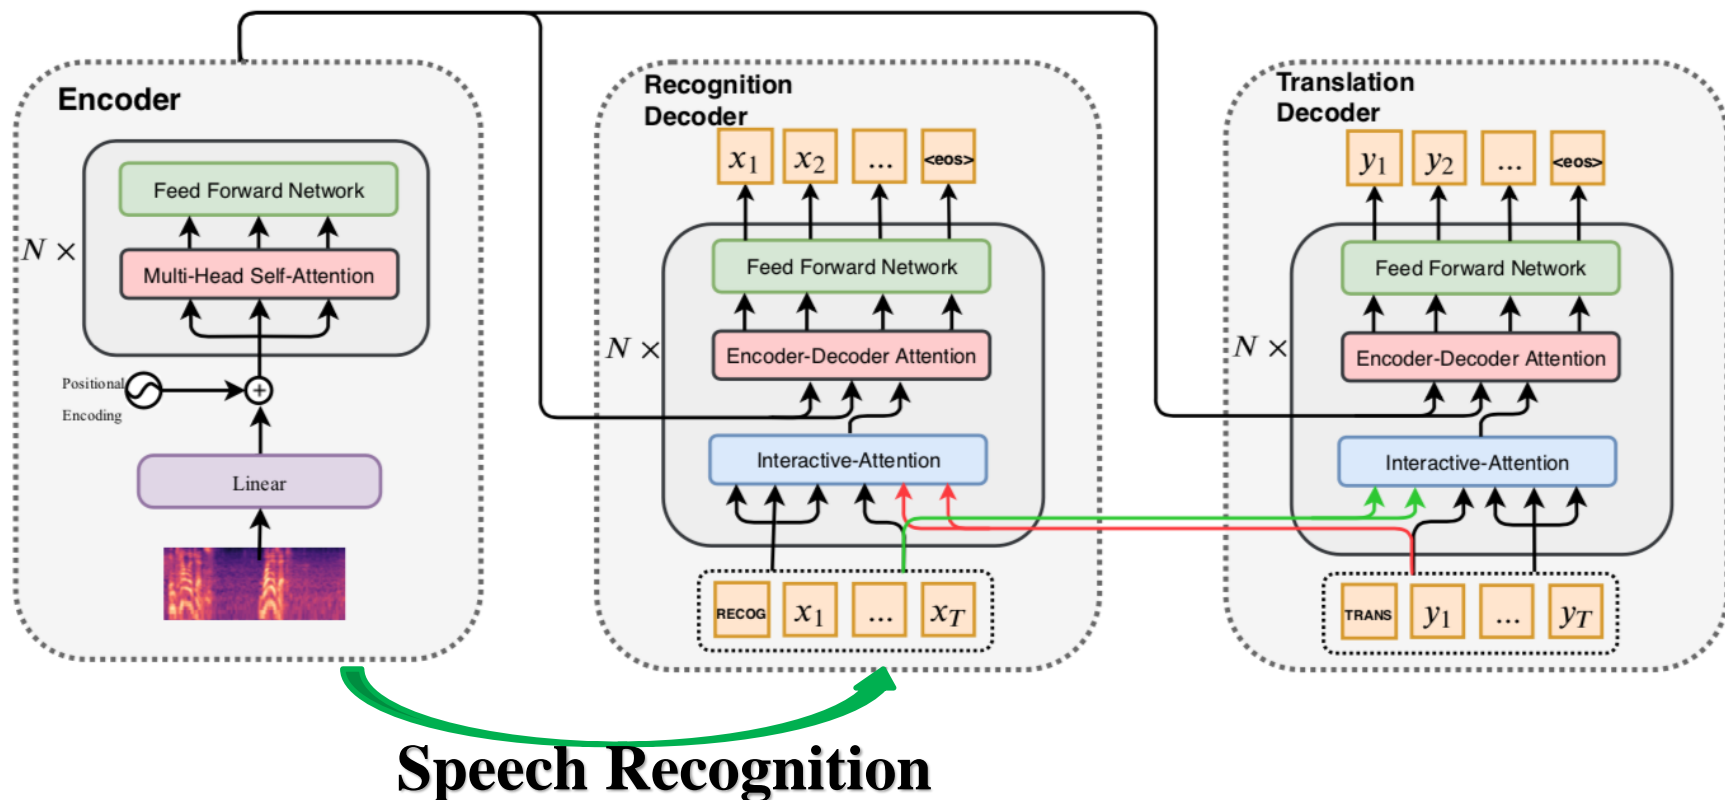 Encoder
Feed Forward Network
N ×
Multi-Head Self-Attention
Positional
Encoding
+
Linear
Recognition
Decoder
x1 x2 ... <eos>
Feed Forward Network
N ×
Encoder-Decoder Attention
Interactive-Attention
RECOG x1 ... xT
Translation
Decoder
y1 y2 ... <eos>
Feed Forward Network
N ×
Encoder-Decoder Attention
Interactive-Attention
TRANS y1 ... yT
Speech Recognition